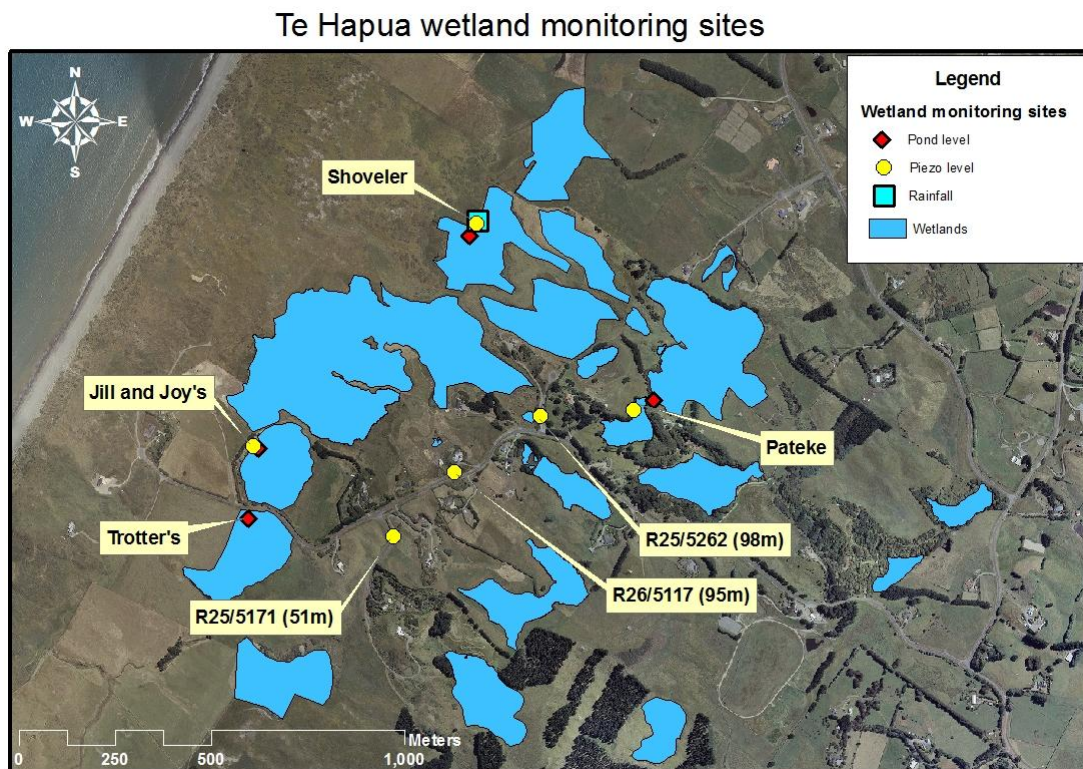 Te Hapua wetland monitoring sites
N
W
E
S
Legend
Wetland monitoring sites
Pond level
Piezo level
Rainfall
Wetlands
Shoveler
Jill and Joy's
Pateke
Trotter's
R25/5262 (98m)
R26/5117 (95m)
R25/5171 (51m)
Meters
0
250
500
1,000